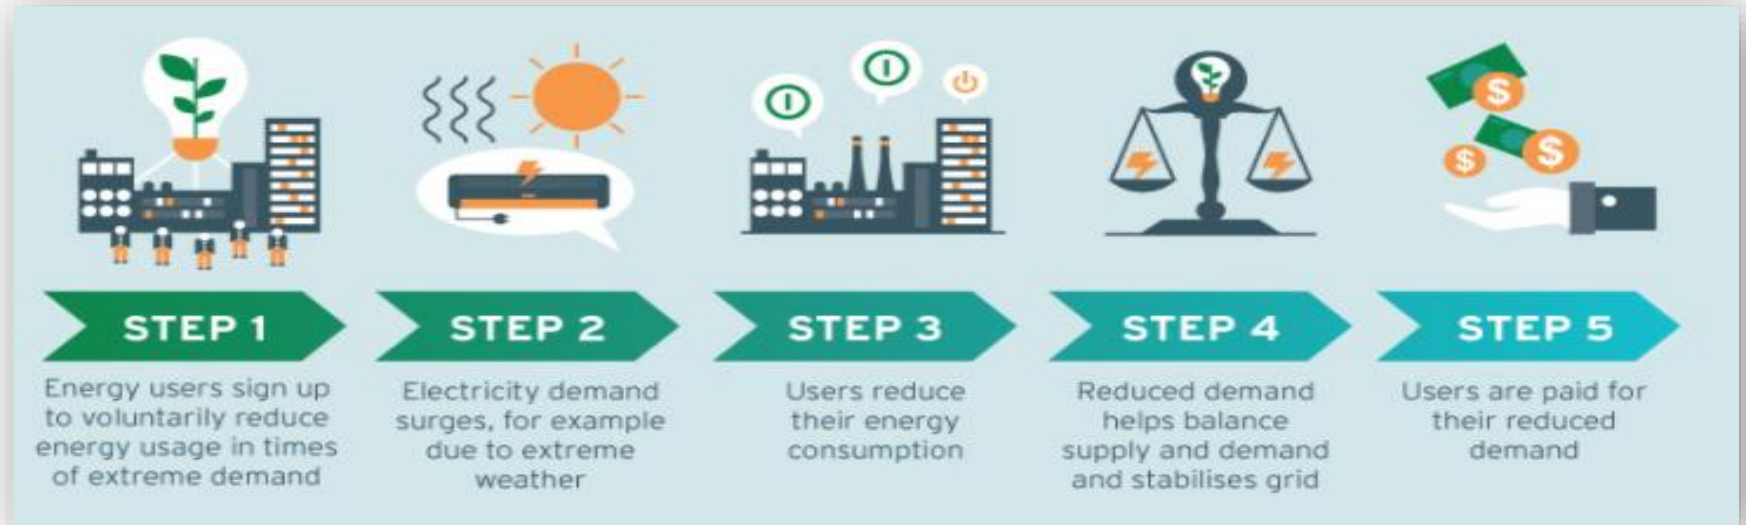 $
$
$
STEP 1
Energy users sign up
to voluntarily reduce
energy usage in times
of extreme demand
STEP 2
Electricity demand
surges, for example
due to extreme
weather
STEP 3
Users reduce
their energy
consumption
STEP 4
Reduced demand
helps balance
supply and demand
and stabilises grid
STEP 5
Users are paid for
their reduced
demand